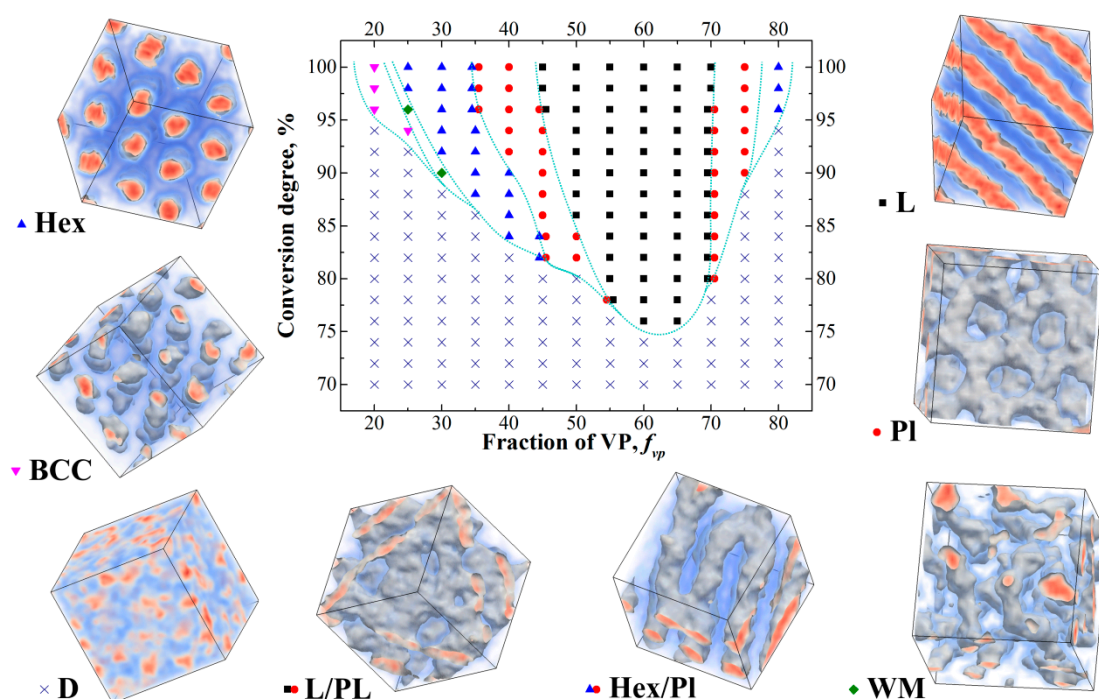 20 30 40 50 60 70 80
100 100
95 95
90 90
85 85
80 80
75 75
70 70
20 30 40 50 60 70 80
Conversion degree, %
Fraction of VP, fvp
Hex
L
BCC
Pl
D
L/PL
Hex/Pl
WM